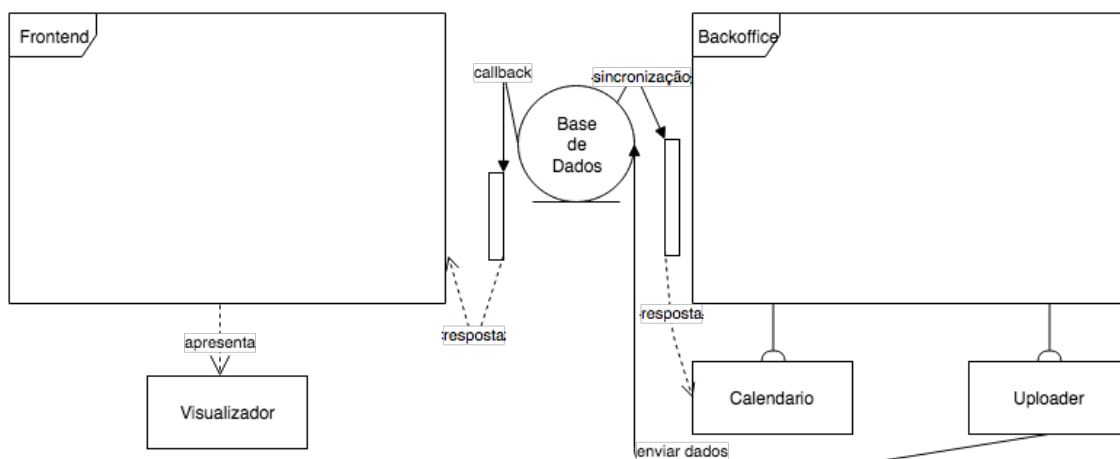 Frontend
Backoffice
callback
sincronização
Base
de
Dados
resposta
resposta
apresenta
Visualizador
Calendario
Uploader
enviar dados